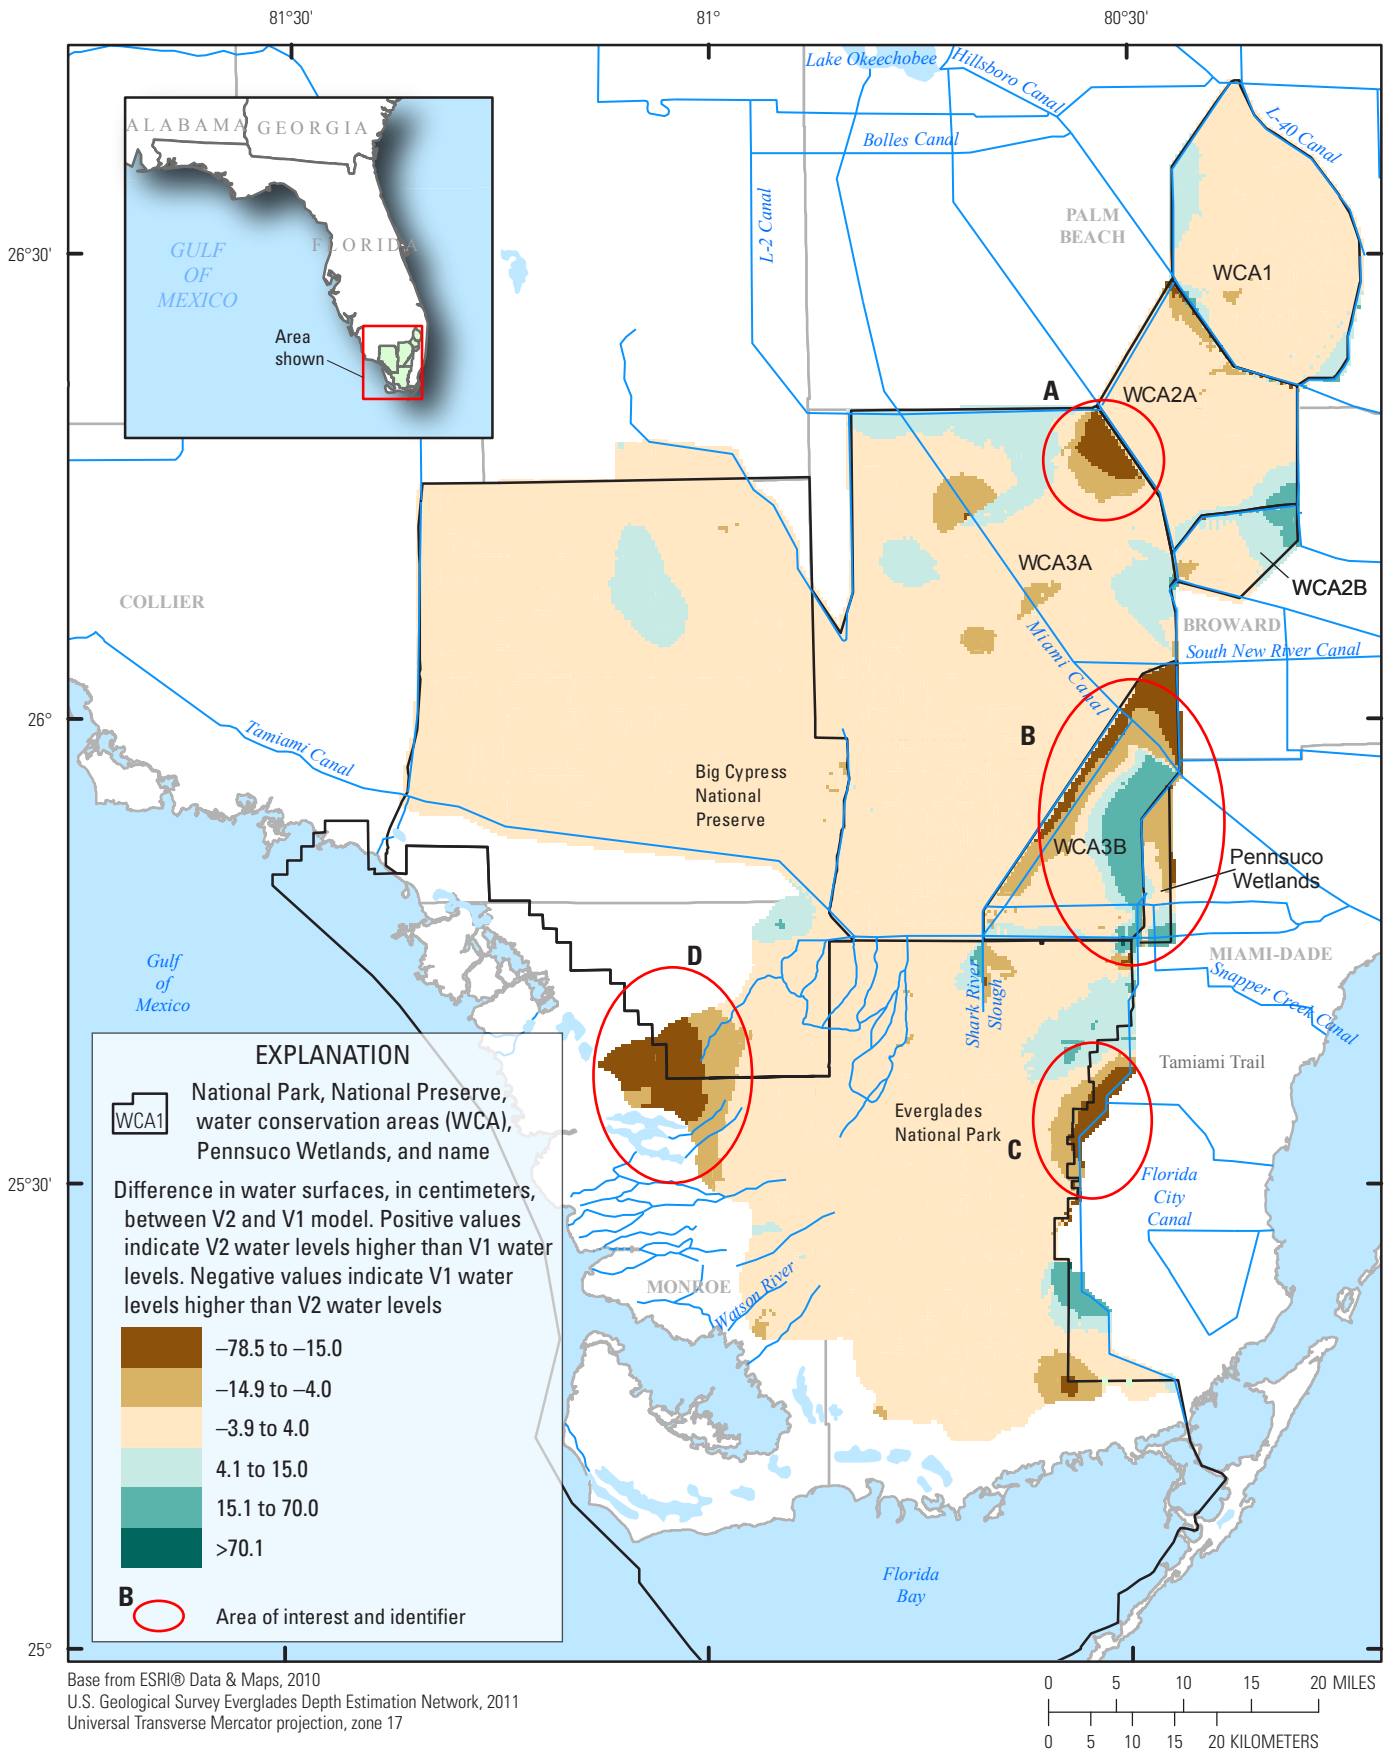 81°30'
81°
80°30'
26°30'
26°
25°30'
25°
ALABAMA
GEORGIA
FLORIDA
GULF
OF
MEXICO
Area
shown
Lake Okeechobee
Hillsboro Canal
L-40 Canal
Bolles Canal
L-2 Canal
PALM
BEACH
WCA1
A
WCA2A
WCA3A
WCA2B
COLLIER
BROWARD
South New River Canal
Miami Canal
B
Tamiami Canal
Big Cypress
National
Preserve
WCA3B
Pennsuco
Wetlands
D
MIAMI-DADE
Snapper Creek Canal
Gulf
of
Mexico
Shark River
Slough
Tamiami Trail
Everglades
National Park
C
Florida
City
Canal
MONROE
Watson River
Florida
Bay
EXPLANATION
WCA1
National Park, National Preserve,
water conservation areas (WCA),
Pennsuco Wetlands, and name
Difference in water surfaces, in centimeters,
between V2 and V1 model. Positive values
indicate V2 water levels higher than V1 water
levels. Negative values indicate V1 water
levels higher than V2 water levels
–78.5 to –15.0
–14.9 to –4.0
–3.9 to 4.0
4.1 to 15.0
15.1 to 70.0
>70.1
B
Area of interest and identifier
Base from ESRI® Data & Maps, 2010
U.S. Geological Survey Everglades Depth Estimation Network, 2011
Universal Transverse Mercator projection, zone 17
0 5 10 15 20 MILES
0 5 10 15 20 KILOMETERS